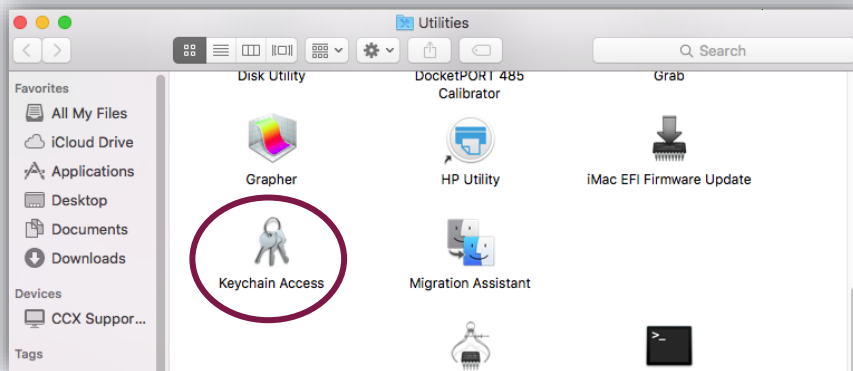 Utilities
Search
Favorites
All My Files
iCloud Drive
Applications
Desktop
Documents
Downloads
Devices
CCX Suppor...
Tags
Disk Utility
DocketPORT 485
Calibrator
Grab
Grapher
HP Utility
iMac EFI Firmware Update
Keychain Access
Migration Assistant
>_